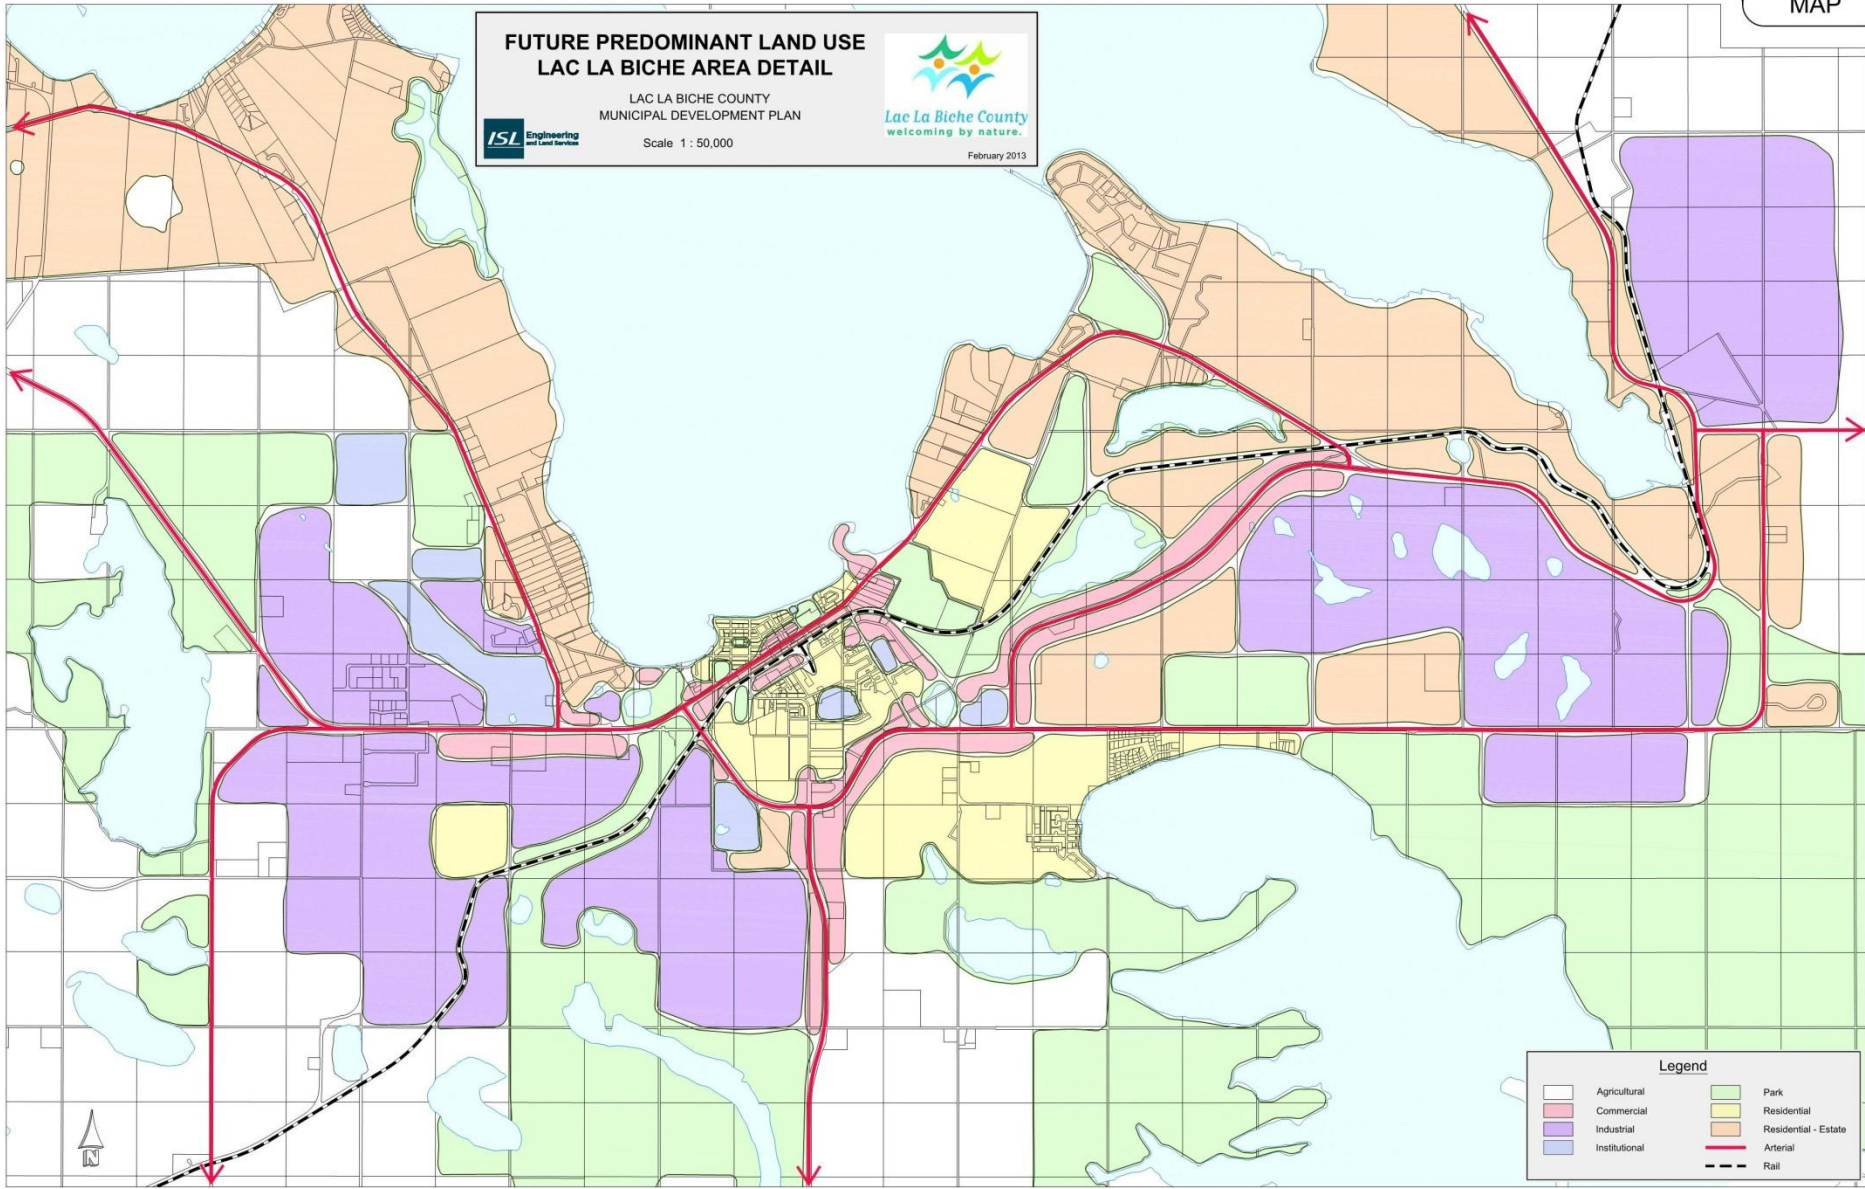 MAP
FUTURE PREDOMINANT LAND USE
LAC LA BICHE AREA DETAIL
LAC LA BICHE COUNTY
MUNICIPAL DEVELOPMENT PLAN
Scale 1 : 50,000
ISL Engineering
and Land Services
Lac La Biche County
welcoming by nature.
February 2013
N
Legend
Agricultural
Commercial
Industrial
Institutional
Park
Residential
Residential - Estate
Arterial
Rail